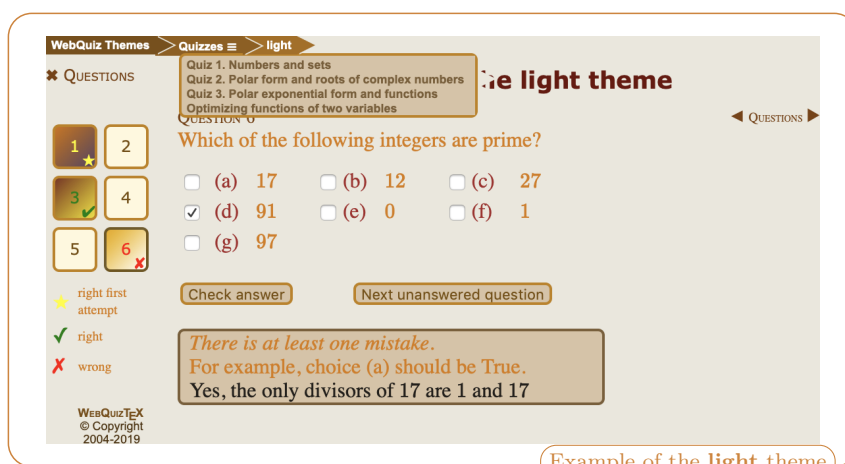 WebQuiz Themes Quizzes ≡ light
Quiz 1. Numbers and sets
Quiz 2. Polar form and roots of complex numbers
Quiz 3. Polar exponential form and functions
Optimizing functions of two variables
✖ QUESTIONS
e light theme
QUESTION 6
◀ QUESTIONS ▶
Which of the following integers are prime?
1 2
3 4
5 6
(a) 17 (b) 12 (c) 27
(d) 91 (e) 0 (f) 1
(g) 97
Check answer Next unanswered question
right first
attempt
right
wrong
There is at least one mistake.
For example, choice (a) should be True.
Yes, the only divisors of 17 are 1 and 17
WEBQUIZTEX
© Copyright
2004-2019
Example of the light theme